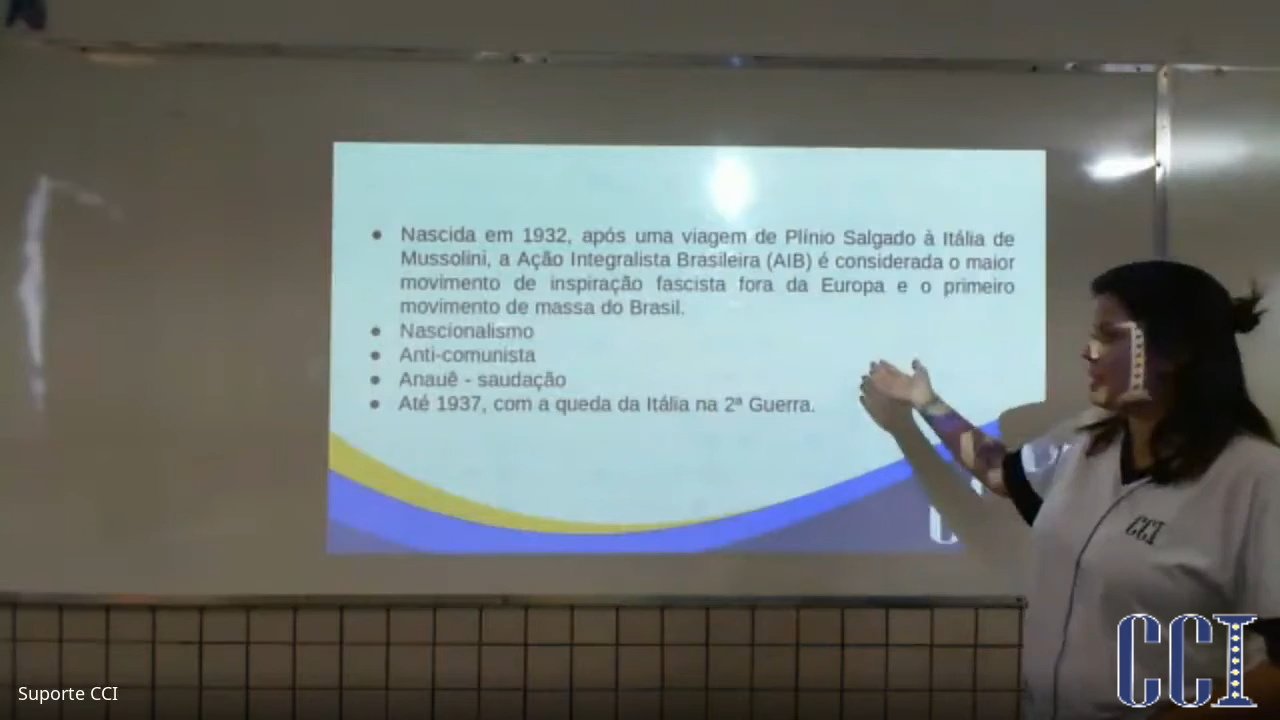 ● Nascida em 1932, após uma viagem de Plínio Salgado à Itália de
Mussolini, a Ação Integralista Brasileira (AIB) é considerada o maior
movimento de inspiração fascista fora da Europa e o primeiro
movimento de massa do Brasil.
● Nascionalismo
● Anti-comunista
● Anauê - saudação
● Até 1937, com a queda da Itália na 2ª Guerra.
CCI
CCI
Suporte CCI